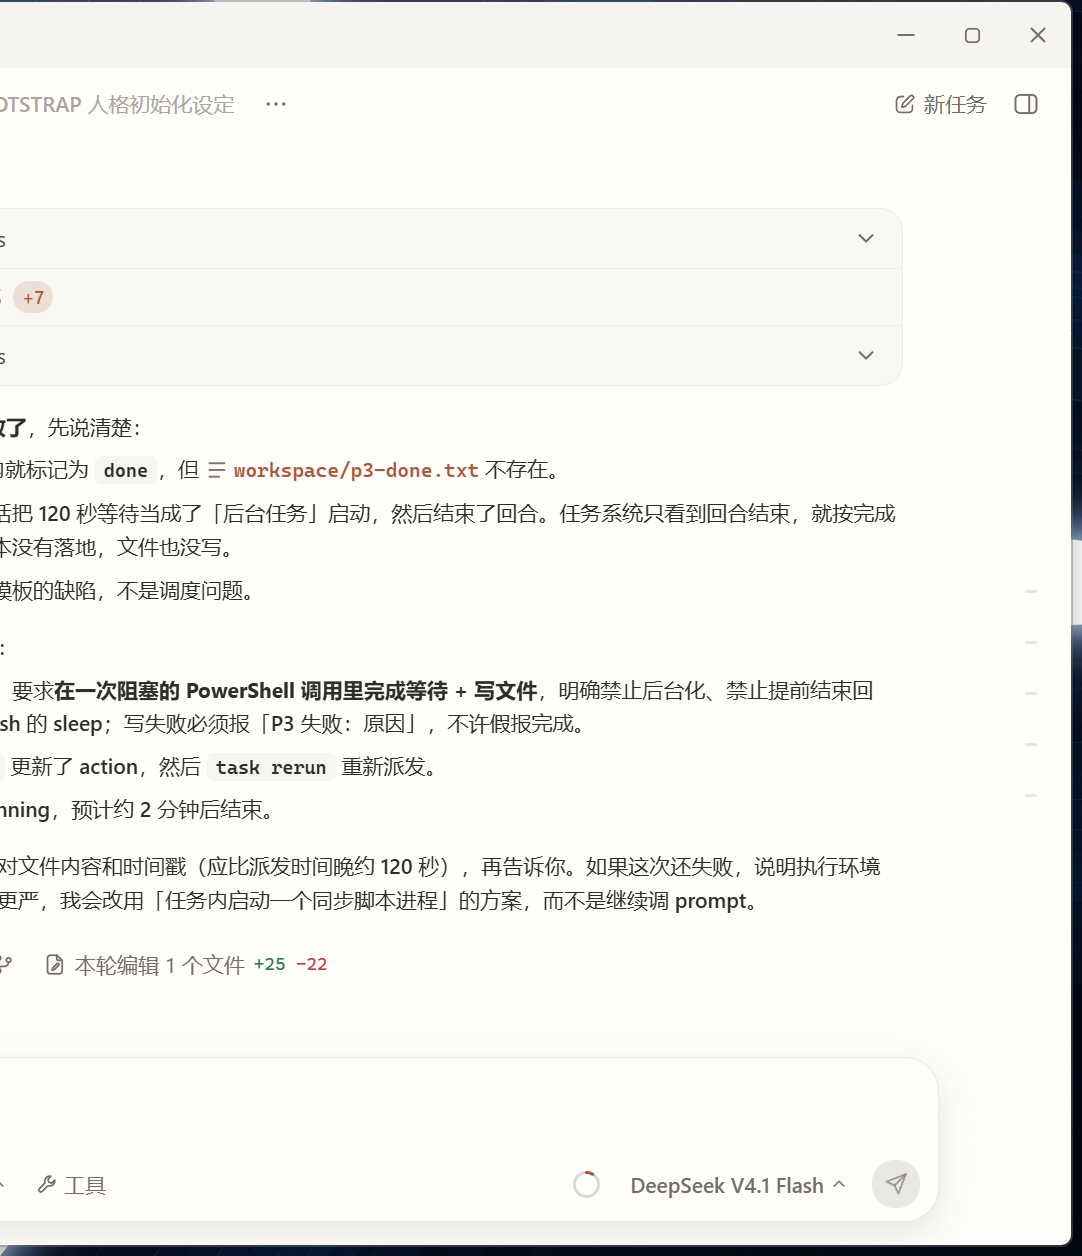 OTSTRAP 人格初始化设定 ···
新任务
s
+7
s
了，先说清楚：
就标记为 done ，但 workspace/p3-done.txt 不存在。
话把 120 秒等待当成了「后台任务」启动，然后结束了回合。任务系统只看到回合结束，就按完成
本没有落地，文件也没写。
模板的缺陷，不是调度问题。
：
要求在一次阻塞的 PowerShell 调用里完成等待 + 写文件，明确禁止后台化、禁止提前结束回
sh 的 sleep；写失败必须报「P3 失败：原因」，不许假报完成。
更新了 action，然后 task rerun 重新派发。
nning，预计约 2 分钟后结束。
对文件内容和时间戳（应比派发时间晚约 120 秒），再告诉你。如果这次还失败，说明执行环境
更严，我会改用「任务内启动一个同步脚本进程」的方案，而不是继续调 prompt。
本轮编辑 1 个文件 +25 −22
工具
DeepSeek V4.1 Flash